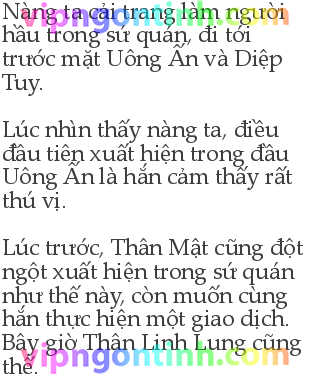 Nàng ta cải trang làm người
vipngontinh.com
hầu trong sứ quán, đi tới
trước mặt Uông Ẩn và Diệp
Tuy.
Lúc nhìn thấy nàng ta, điều
đầu tiên xuất hiện trong đầu
Uông Ẩn là hắn cảm thấy rất
thú vị.
Lúc trước, Thân Mật cũng đột
ngột xuất hiện trong sứ quán
như thế này, còn muốn cùng
hắn thực hiện một giao dịch.
Bây giờ Thân Linh Lung cũng
vipngontinh.com
thế.